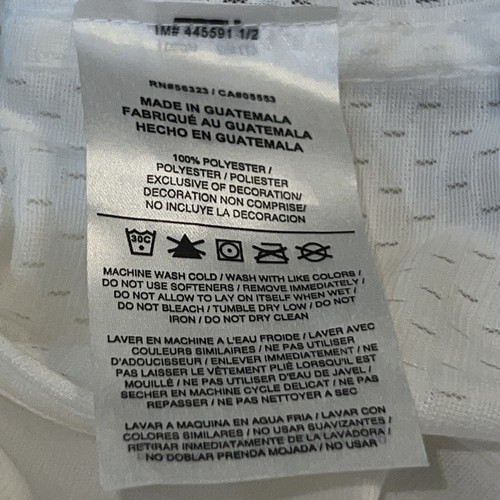 IM# 445591 1/2
RN#56323 / CA#05553
MADE IN GUATEMALA
FABRIQUÉ AU GUATEMALA
HECHO EN GUATEMALA
100% POLYESTER /
POLYESTER / POLIESTER
EXCLUSIVE OF DECORATION/
DECORATION NON COMPRISE/
NO INCLUYE LA DECORACION
30C
MACHINE WASH COLD / WASH WITH LIKE COLORS /
DO NOT USE SOFTENERS / REMOVE IMMEDIATELY /
DO NOT ALLOW TO LAY ON ITSELF WHEN WET /
DO NOT BLEACH / TUMBLE DRY LOW / DO NOT
IRON / DO NOT DRY CLEAN
LAVER EN MACHINE A L'EAU FROIDE / LAVER AVEC
COULEURS SIMILAIRES / NE PAS UTILISER
D'ADOUCISSEUR / ENLEVER IMMEDIATEMENT / NE
PAS LAISSER LE VÊTEMENT PLIÉ LORSQU'IL EST
MOUILLÉ / NE PAS UTILISER D'EAU DE JAVEL /
SECHER EN MACHINE CYCLE DELICAT / NE PAS
REPASSER / NE PAS NETTOYER A SEC
LAVAR A MAQUINA EN AGUA FRIA / LAVAR CON
COLORES SIMILARES / NO USAR SUAVIZANTES /
RETIRAR INMEDIATAMENTE DE LA LAVADORA /
NO DOBLAR PRENDA MOJADA / NO USAR